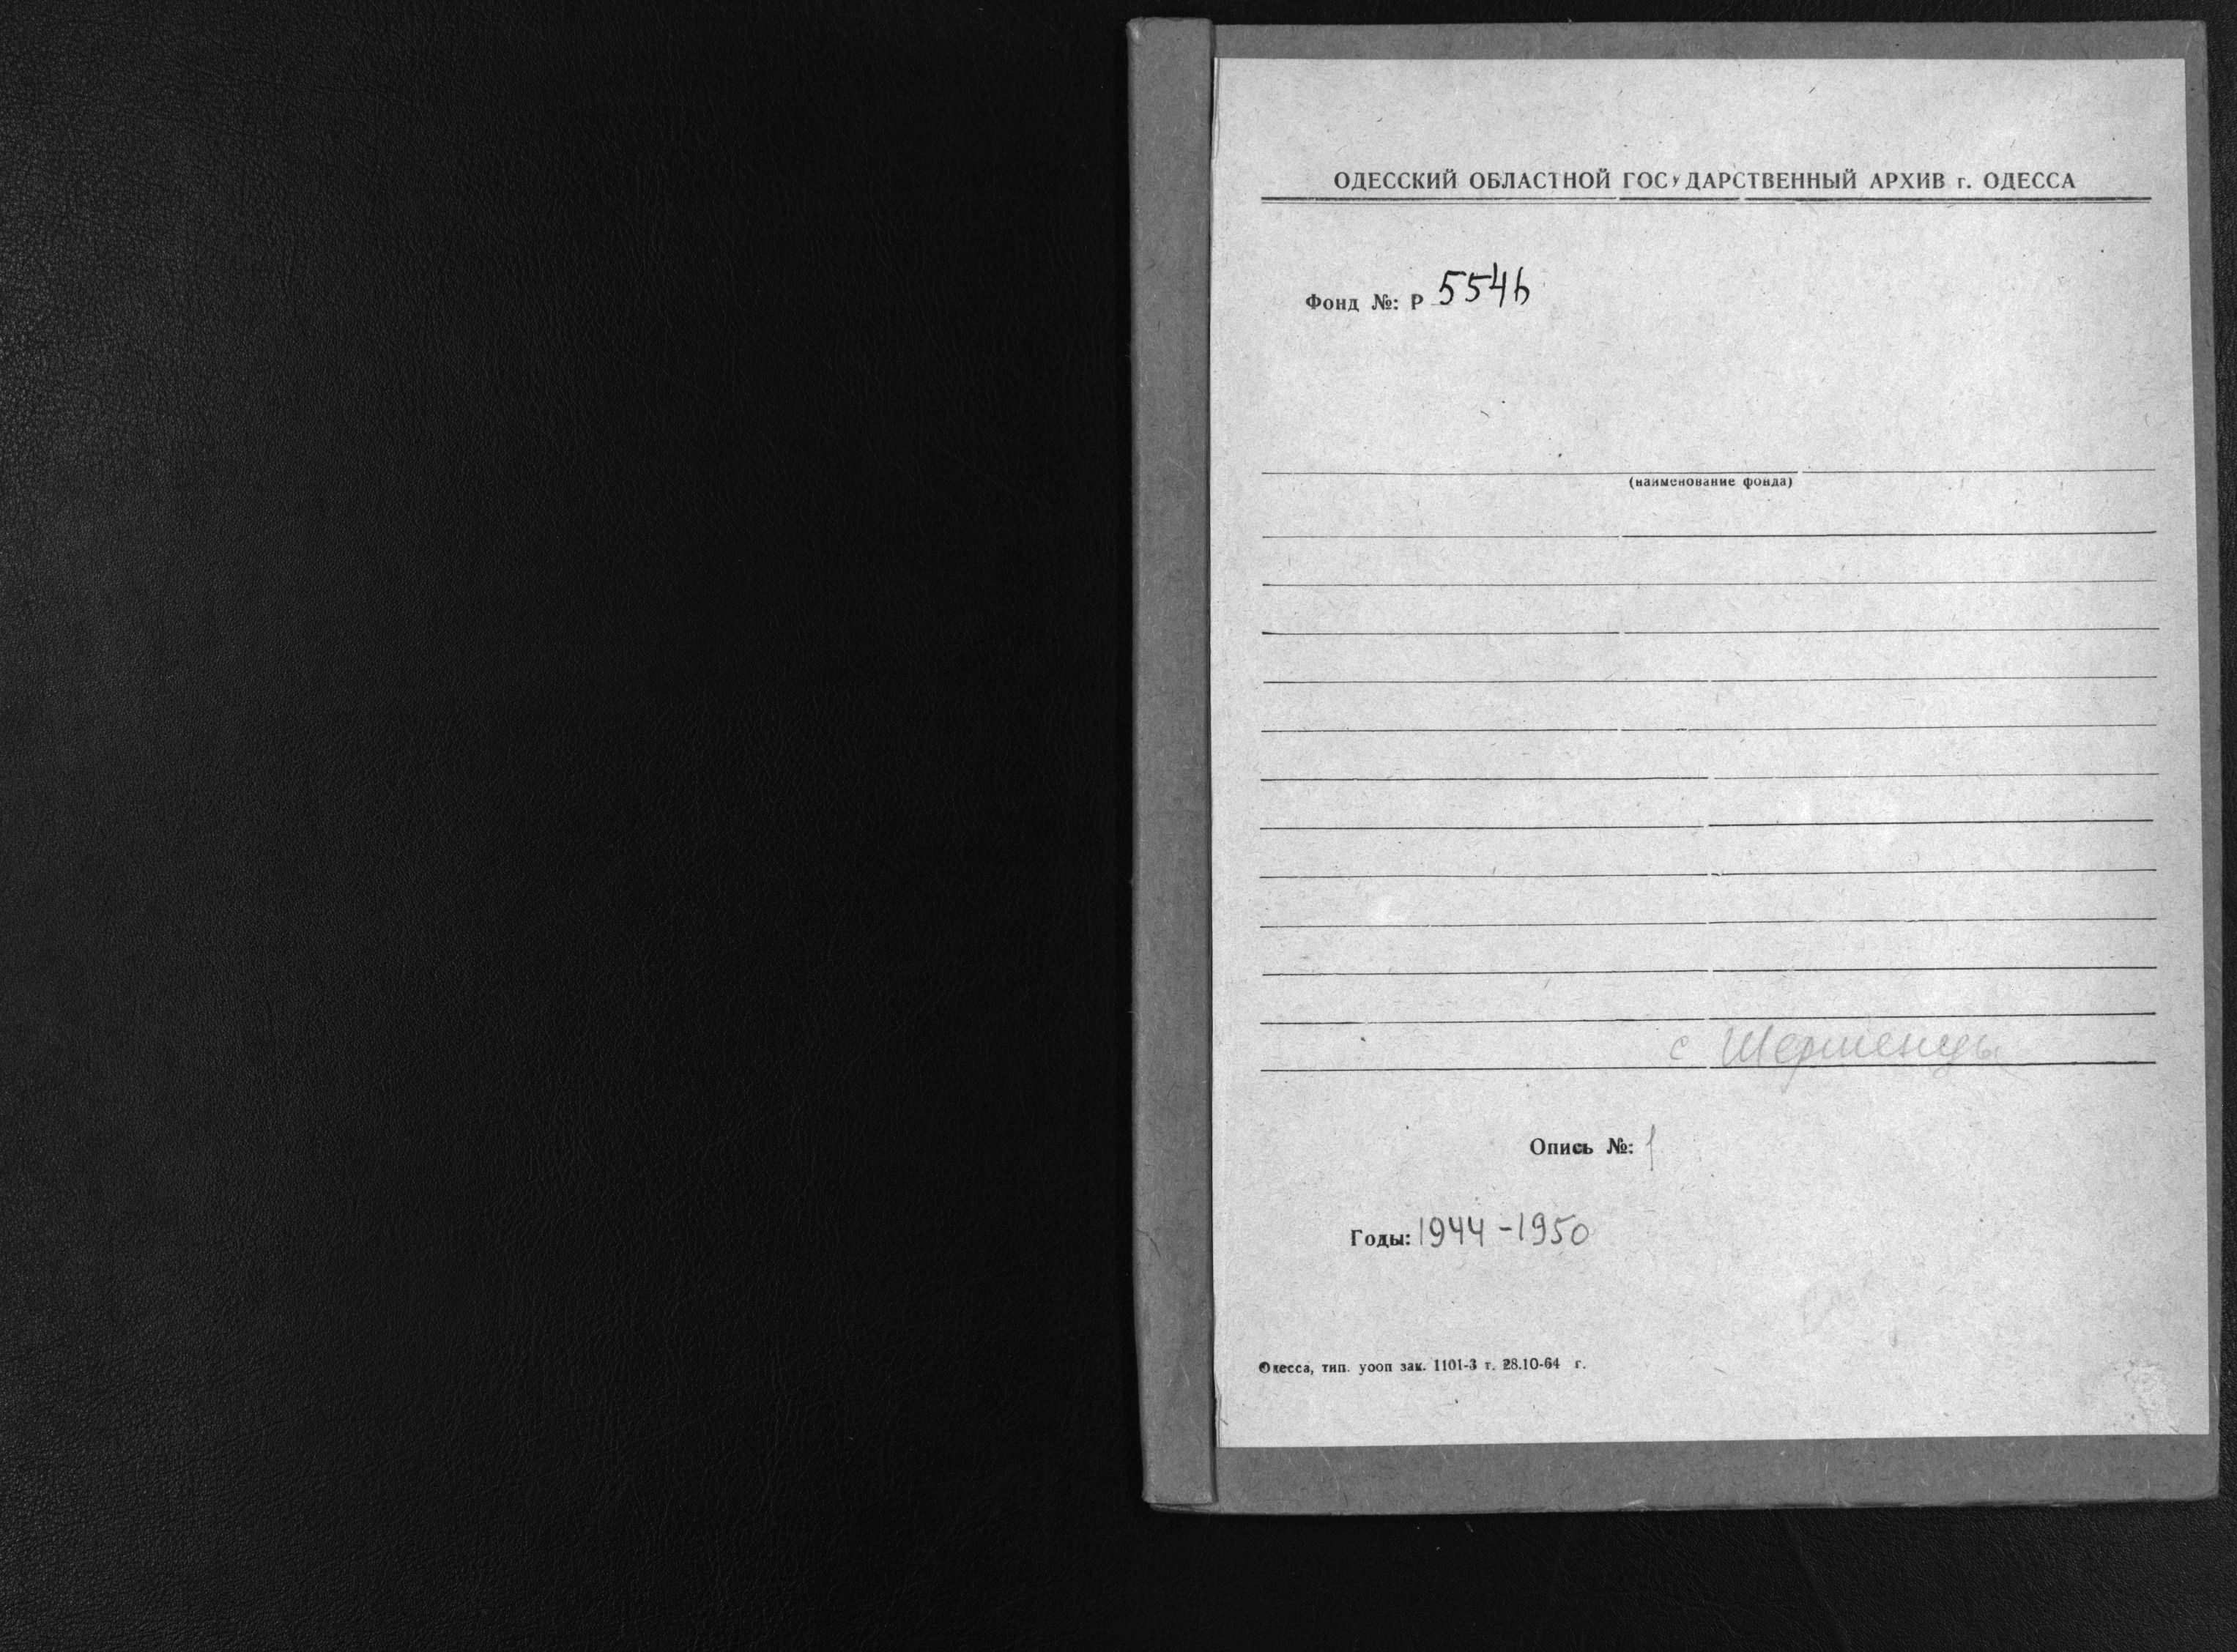 ОДЕССКИЙ ОБЛАСТНОЙ ГОСУДАРСТВЕННЫЙ АРХИВ г. ОДЕССА
Фонд №: Р 5546
(наименование фонда)
с Шершенцы
Опись №: 1
Годы: 1944-1950
Одесса, тип. уооп зак. 1101-3 т. 28.10-64 г.